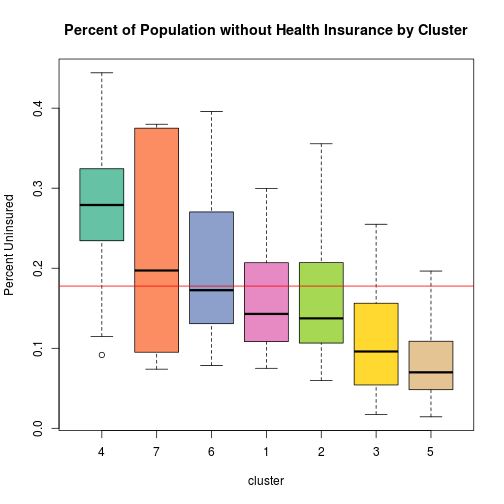 Percent of Population without Health Insurance by Cluster
Percent Uninsured
0.4
0.3
0.2
0.1
0.0
4 7 6 1 2 3 5
cluster